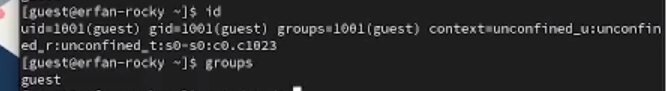 [guest@erfan-rocky ~]$ id
uid=1001(guest) gid=1001(guest) groups=1001(guest) context=unconfined_u:unconfin
ed_r:unconfined_t:s0-s0:c0.c1023
[guest@erfan-rocky ~]$ groups
guest